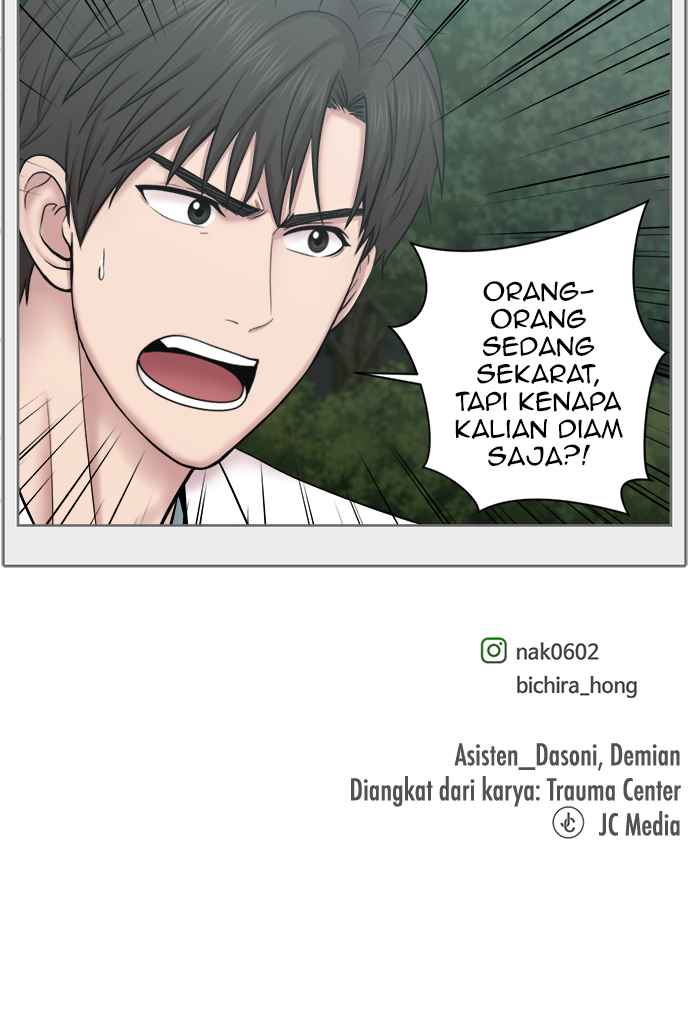 ORANG-
ORANG
SEDANG
SEKARAT,
TAPI KENAPA
KALIAN DIAM
SAJA?!
nak0602
bichira_hong
Asisten_Dasoni, Demian
Diangkat dari karya: Trauma Center
JC JC Media